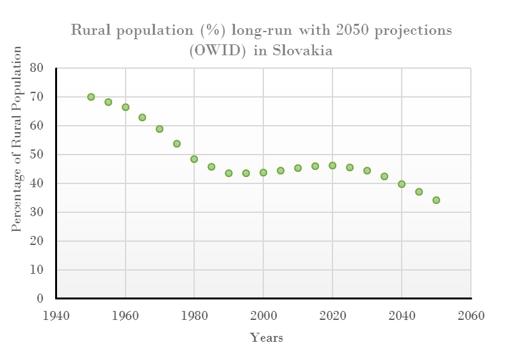 Rural population (%) long-run with 2050 projections
(OWID) in Slovakia
Percentage of Rural Population
80
70
60
50
40
30
20
10
0
1940 1960 1980 2000 2020 2040 2060
Years